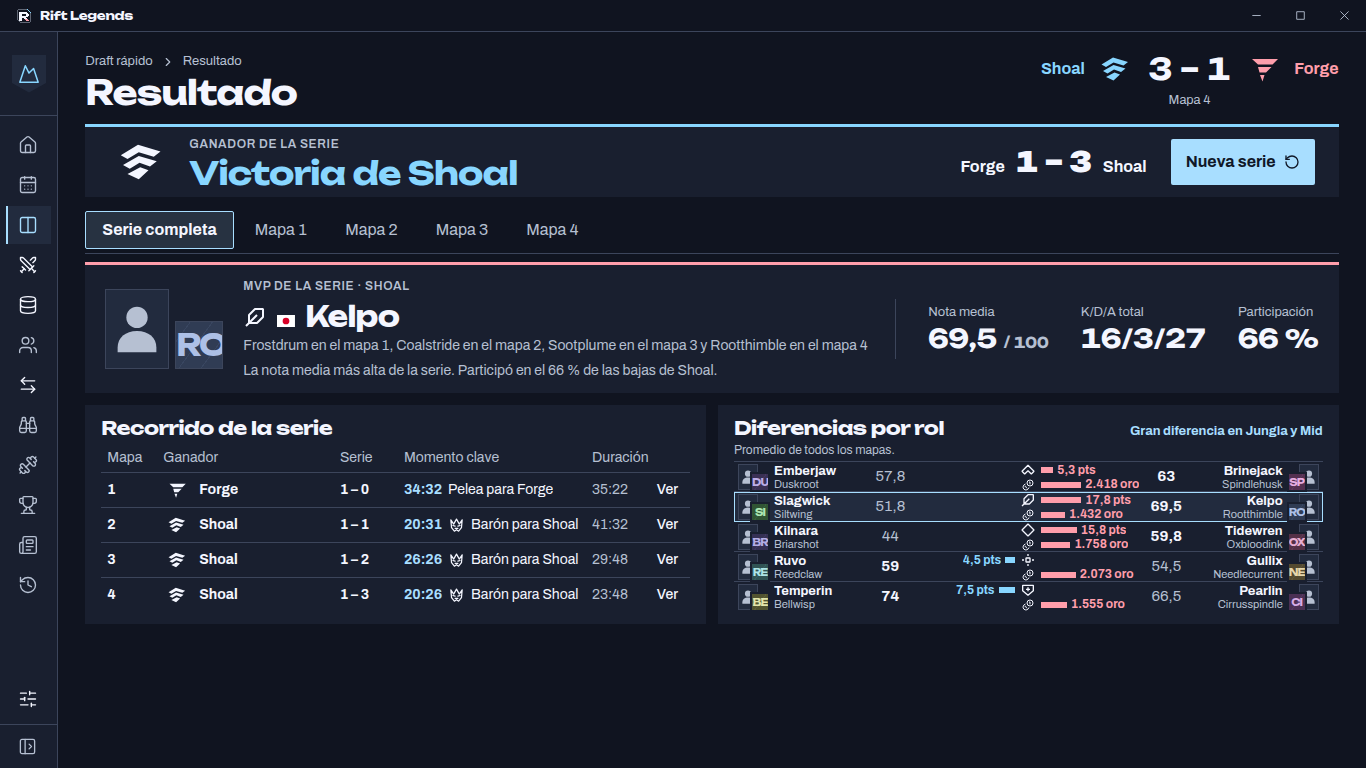 Rift Legends
Draft rápido > Resultado
Resultado
Shoal 3 – 1 Forge
Mapa 4
GANADOR DE LA SERIE
Victoria de Shoal
Forge 1 – 3 Shoal
Nueva serie
Serie completa Mapa 1 Mapa 2 Mapa 3 Mapa 4
RO
MVP DE LA SERIE · SHOAL
Kelpo
Frostdrum en el mapa 1, Coalstride en el mapa 2, Sootplume en el mapa 3 y Rootthimble en el mapa 4
La nota media más alta de la serie. Participó en el 66 % de las bajas de Shoal.
Nota media K/D/A total Participación
69,5 / 100 16/3/27 66 %
Recorrido de la serie
Mapa Ganador Serie Momento clave Duración
1 Forge 1 – 0 34:32 Pelea para Forge 35:22 Ver
2 Shoal 1 – 1 20:31 Barón para Shoal 41:32 Ver
3 Shoal 1 – 2 26:26 Barón para Shoal 29:48 Ver
4 Shoal 1 – 3 20:26 Barón para Shoal 23:48 Ver
Diferencias por rol
Gran diferencia en Jungla y Mid
Promedio de todos los mapas.
DU Emberjaw 57,8 5,3 pts 63 Brinejack SP
Duskroot 2.418 oro Spindlehusk
SI Slagwick 51,8 17,8 pts 69,5 Kelpo RO
Siltwing 1.432 oro Rootthimble
BR Kilnara 44 15,8 pts 59,8 Tidewren OX
Briarshot 1.758 oro Oxbloodink
RE Ruvo 59 4,5 pts 54,5 Gullix NE
Reedclaw 2.073 oro Needlecurrent
BE Temperin 74 7,5 pts 66,5 Pearlin CI
Bellwisp 1.555 oro Cirrusspindle